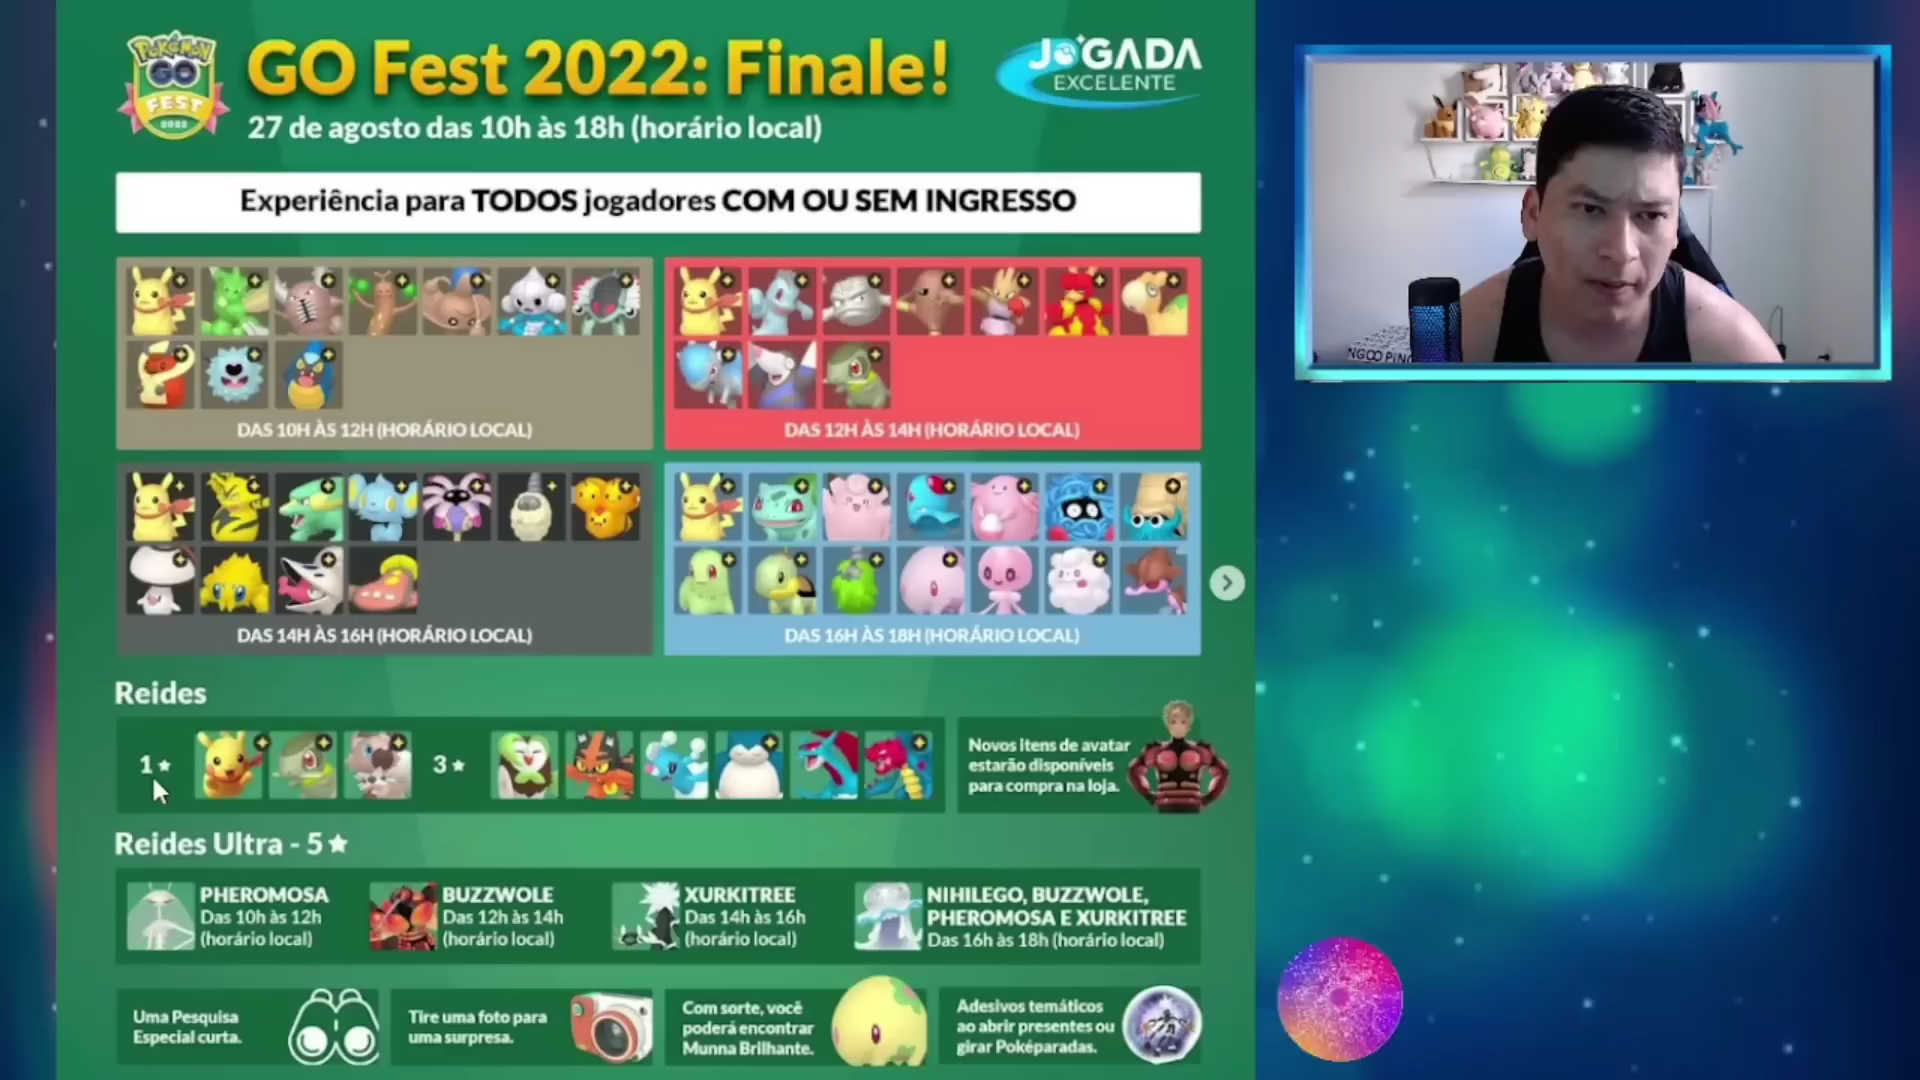 POKÉMON
GO
FEST
2022
GO Fest 2022: Finale!
27 de agosto das 10h às 18h (horário local)
JOGADA
EXCELENTE
Experiência para TODOS jogadores COM OU SEM INGRESSO
DAS 10H ÀS 12H (HORÁRIO LOCAL)
DAS 12H ÀS 14H (HORÁRIO LOCAL)
DAS 14H ÀS 16H (HORÁRIO LOCAL)
DAS 16H ÀS 18H (HORÁRIO LOCAL)
Reides
1★
3★
Novos itens de avatar
estarão disponíveis
para compra na loja.
Reides Ultra - 5★
PHEROMOSA
Das 10h às 12h
(horário local)
BUZZWOLE
Das 12h às 14h
(horário local)
XURKITREE
Das 14h às 16h
(horário local)
NIHILEGO, BUZZWOLE,
PHEROMOSA E XURKITREE
Das 16h às 18h (horário local)
Uma Pesquisa
Especial curta.
Tire uma foto para
uma surpresa.
Com sorte, você
poderá encontrar
Munna Brilhante.
Adesivos temáticos
ao abrir presentes ou
girar Poképaradas.